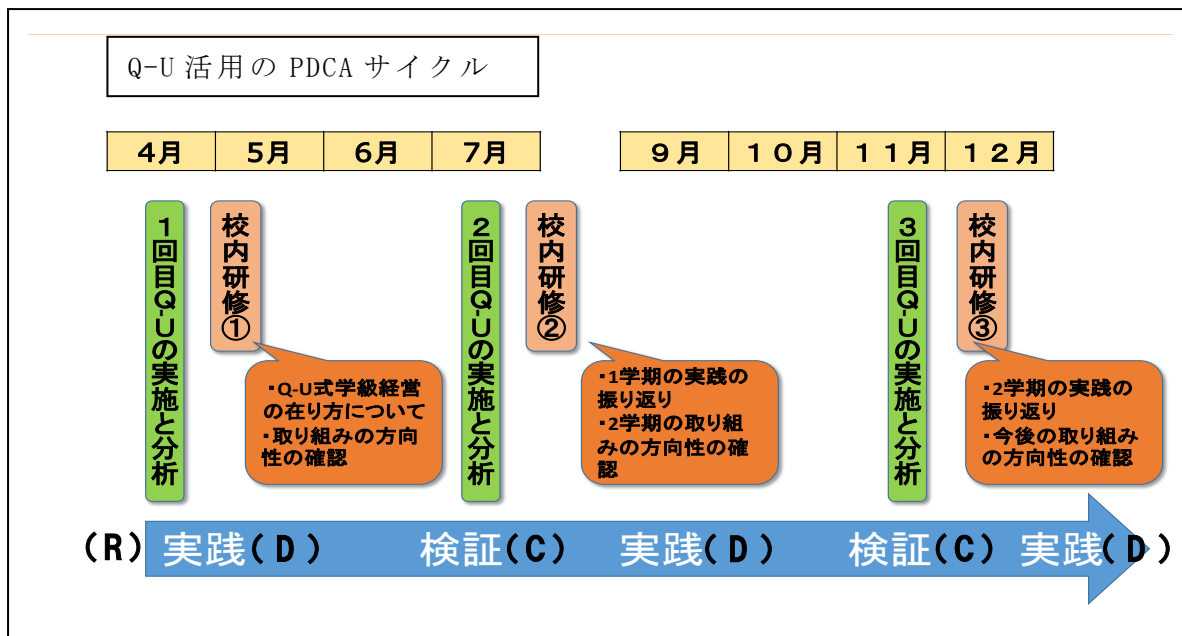 Q-U 活用の PDCA サイクル
4月 5月 6月 7月 9月 10月 11月 12月
1回目Q-Uの実施と分析
校内研修①
2回目Q-Uの実施と分析
校内研修②
3回目Q-Uの実施と分析
校内研修③
・Q-U式学級経営
の在り方について
・取り組みの方向
性の確認
・1学期の実践の
振り返り
・2学期の取り組
みの方向性の確
認
・2学期の実践の
振り返り
・今後の取り組み
の方向性の確認
(R) 実践(D) 検証(C) 実践(D) 検証(C) 実践(D)